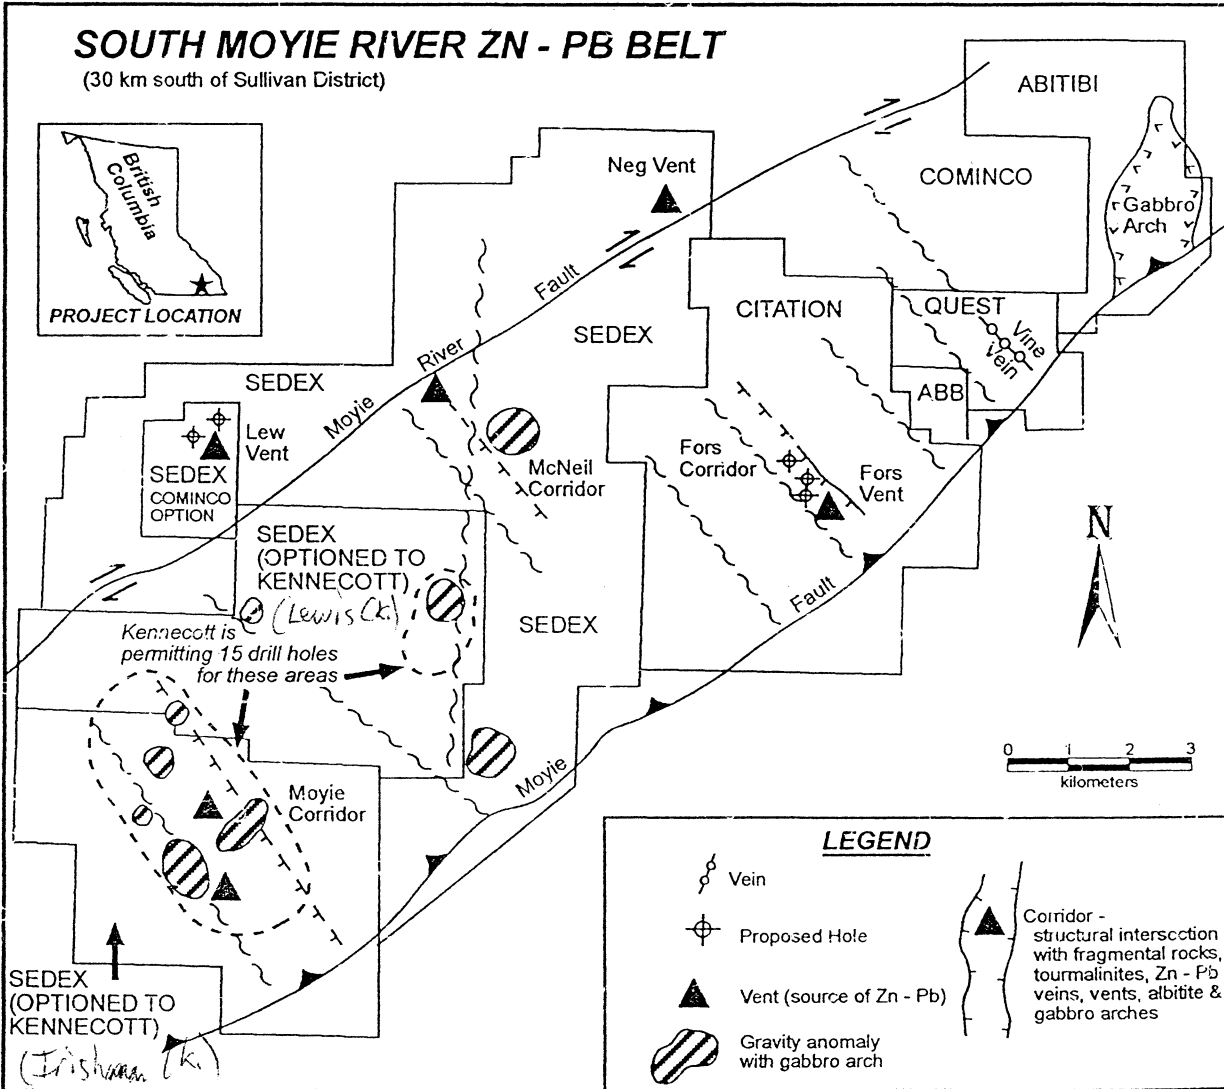 SOUTH MOYIE RIVER ZN - PB BELT
(30 km south of Sullivan District)
British
Columbia
PROJECT LOCATION
ABITIBI
COMINCO
Gabbro
Arch
Neg Vent
Moyie River Fault
SEDEX
CITATION
QUEST
Vine
Vein
ABB
SEDEX
Lew
Vent
SEDEX
COMINCO
OPTION
McNeil
Corridor
Fors
Corridor
Fors
Vent
SEDEX
(OPTIONED TO
KENNECOTT)
(Lewis Ck.)
Kennecott is
permitting 15 drill holes
for these areas
SEDEX
Moyie Fault
Moyie
Corridor
SEDEX
(OPTIONED TO
KENNECOTT)
(Irishman Ck.)
N
0 1 2 3
kilometers
LEGEND
Vein
Proposed Hole
Vent (source of Zn - Pb)
Gravity anomaly
with gabbro arch
Corridor -
structural intersection
with fragmental rocks,
tourmalinites, Zn - Pb
veins, vents, albitite &
gabbro arches